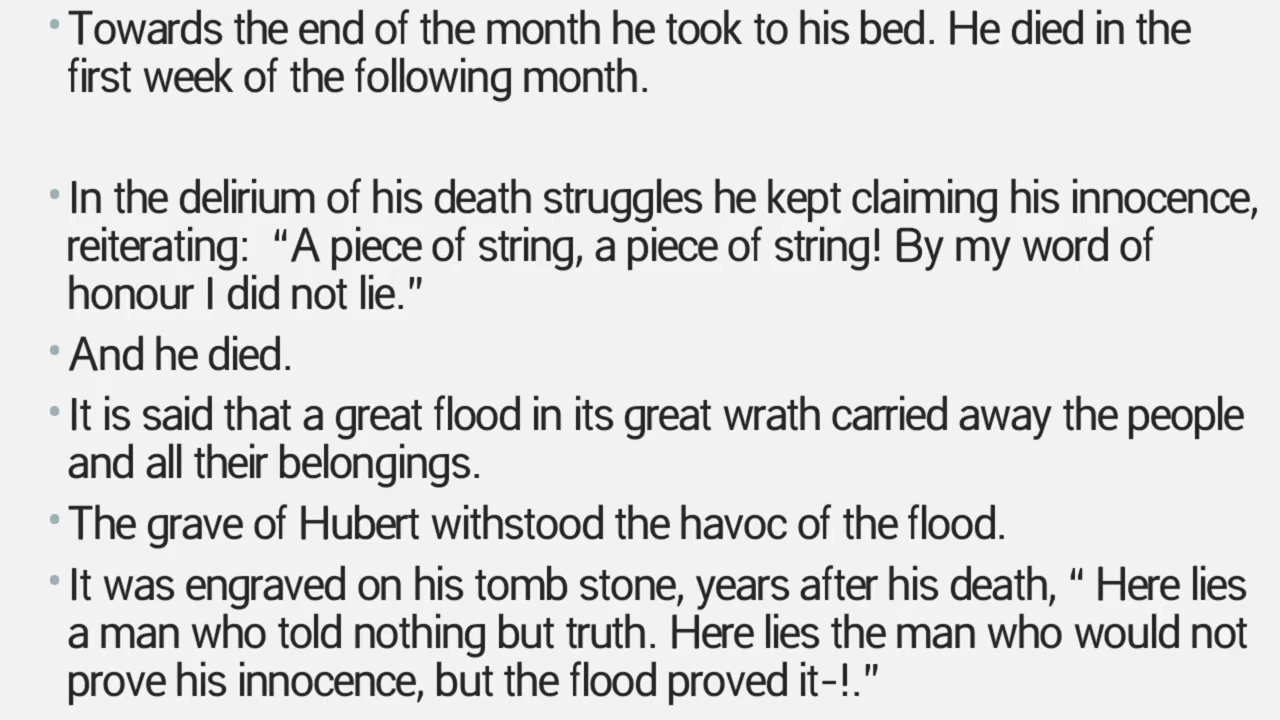 • Towards the end of the month he took to his bed. He died in the
first week of the following month.
• In the delirium of his death struggles he kept claiming his innocence,
reiterating: “A piece of string, a piece of string! By my word of
honour I did not lie.”
• And he died.
• It is said that a great flood in its great wrath carried away the people
and all their belongings.
• The grave of Hubert withstood the havoc of the flood.
• It was engraved on his tomb stone, years after his death, “ Here lies
a man who told nothing but truth. Here lies the man who would not
prove his innocence, but the flood proved it-!.”